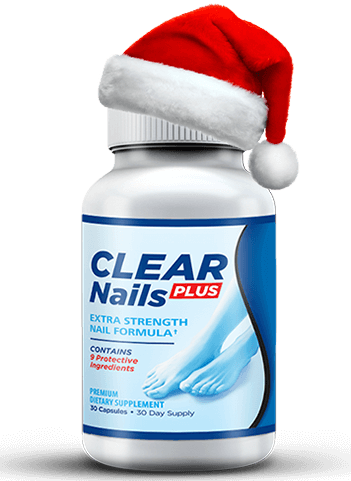 CLEAR
Nails PLUS
EXTRA STRENGTH
NAIL FORMULA†
CONTAINS
9 Protective
Ingredients
PREMIUM
DIETARY SUPPLEMENT
30 Capsules • 30 Day Supply